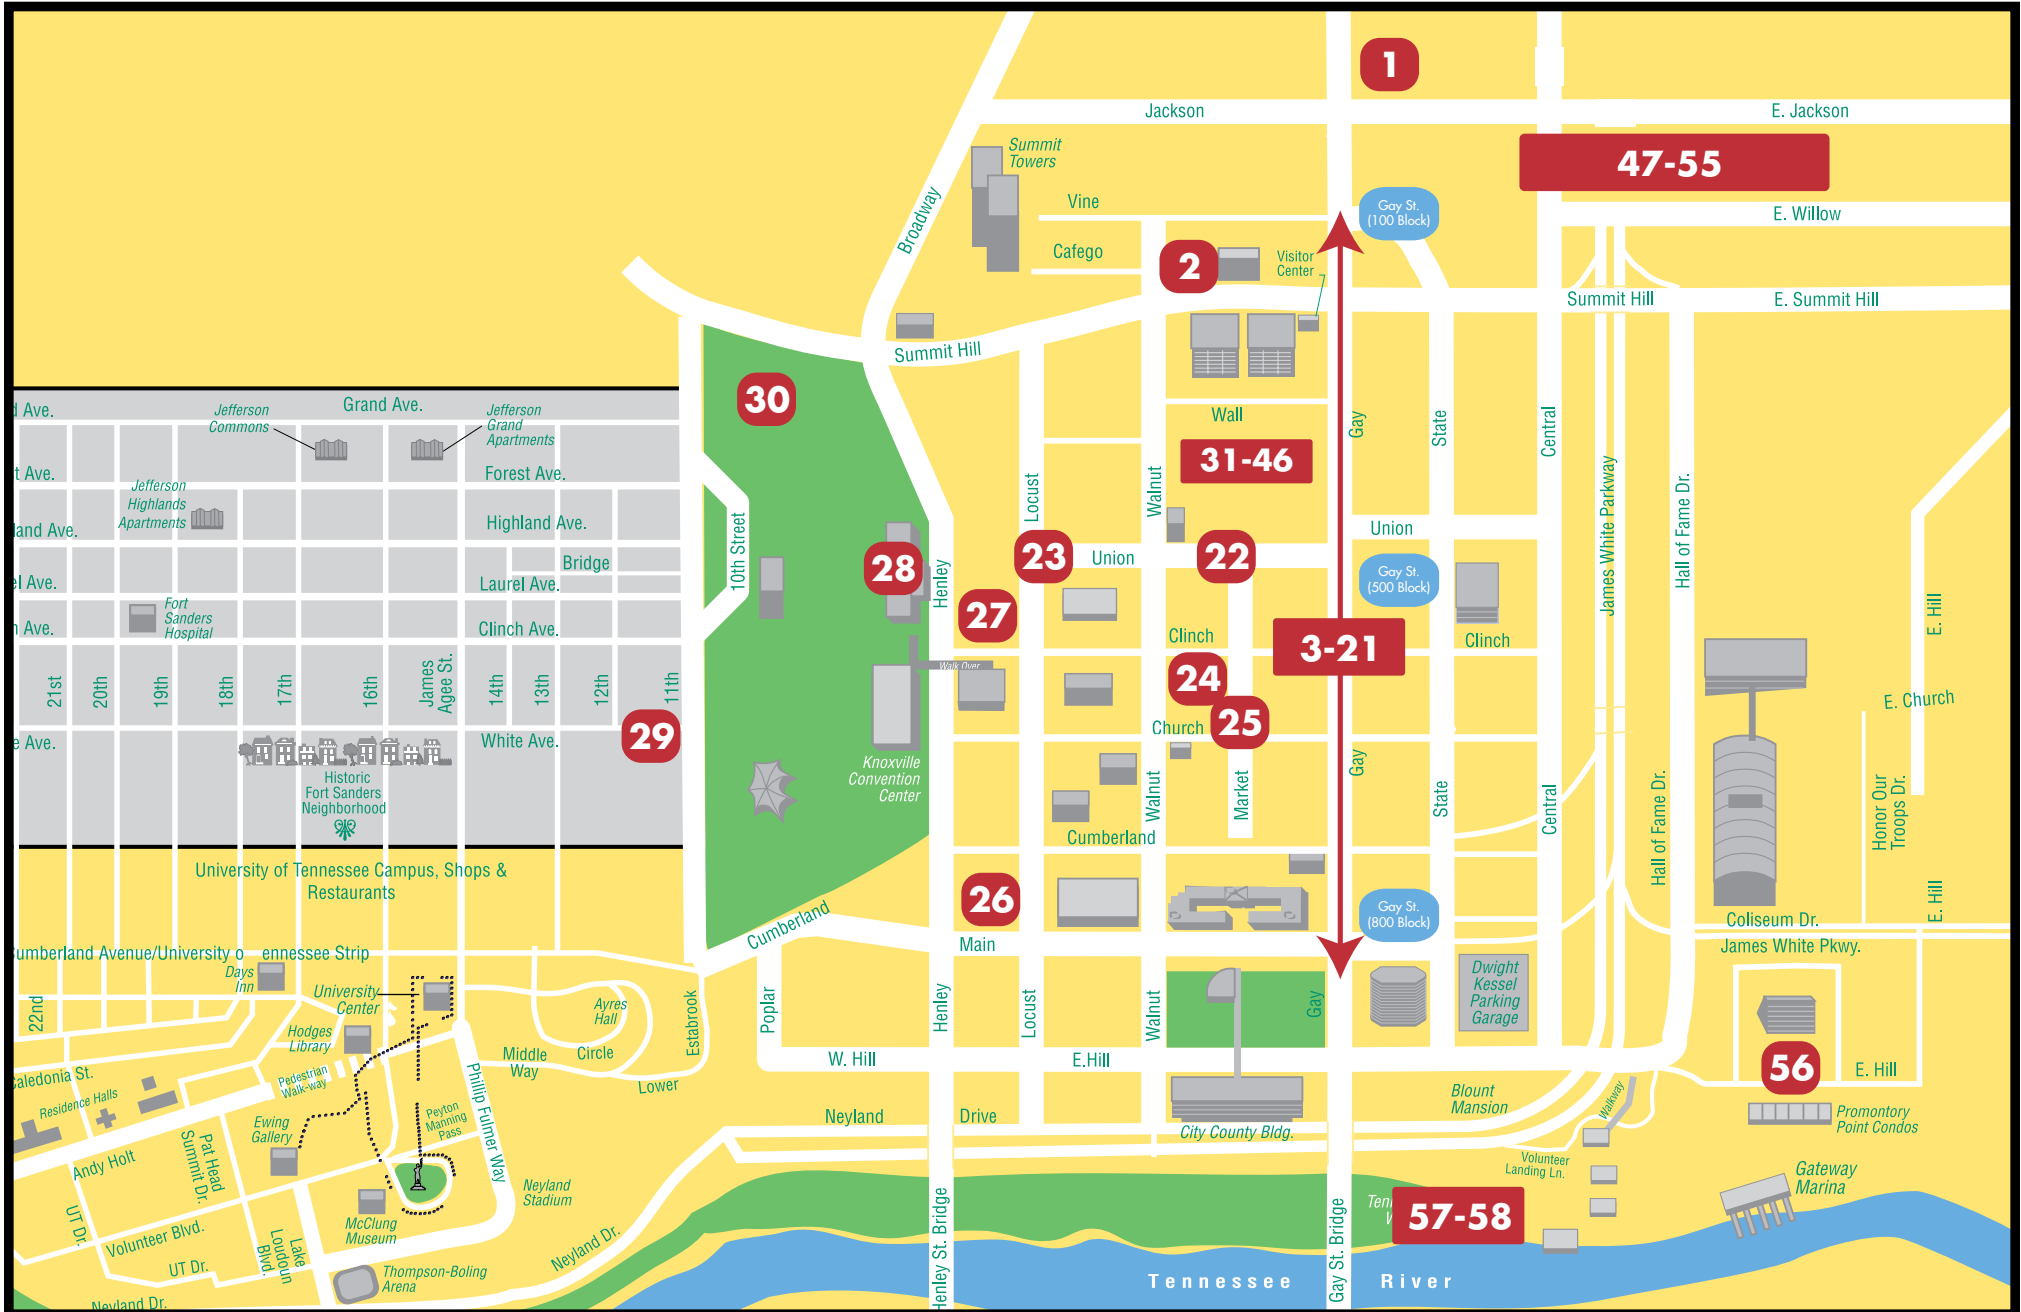 1
Jackson
E. Jackson
Summit
Towers
47-55
Broadway
Vine
Gay St.
(100 Block)
E. Willow
Cafego
2
Visitor
Center
Summit Hill
E. Summit Hill
Summit Hill
30
Wall
Gay
State
Central
31-46
James White Parkway
Hall of Fame Dr.
Locust
Walnut
d Ave.
Jefferson
Commons
Grand Ave.
Jefferson
Grand
Apartments
t Ave.
Forest Ave.
Jefferson
Highlands
Apartments
land Ave.
Highland Ave.
Bridge
el Ave.
Laurel Ave.
Fort
Sanders
Hospital
n Ave.
Clinch Ave.
10th Street
28
Henley
23
Union
22
Union
27
Gay St.
(500 Block)
Clinch
3-21
Clinch
E. Hill
Walk Over
24
25
Church
E. Church
21st
20th
19th
18th
17th
16th
James
Agee St.
14th
13th
12th
11th
29
e Ave.
White Ave.
Historic
Fort Sanders
Neighborhood
Knoxville
Convention
Center
Walnut
Market
Gay
State
Central
Hall of Fame Dr.
Honor Our
Troops Dr.
Cumberland
University of Tennessee Campus, Shops &
Restaurants
26
Gay St.
(800 Block)
E. Hill
Coliseum Dr.
Cumberland
Main
James White Pkwy.
umberland Avenue/University o
ennessee Strip
Days
Inn
University
Center
22nd
Hodges
Library
Ayres
Hall
Estabrook
Poplar
Henley
Locust
Walnut
Gay
Dwight
Kessel
Parking
Garage
Middle
Way
Circle
Lower
W. Hill
E.Hill
56
E. Hill
aledonia St.
Pedestrian
Walk-way
Residence Halls
Phillip Fulmer Way
Peyton
Manning
Pass
Ewing
Gallery
Neyland
Drive
Blount
Mansion
Walkway
Promontory
Point Condos
City County Bldg.
Andy Holt
Pat Head
Summit Dr.
Volunteer
Landing Ln.
Gateway
Marina
Neyland
Stadium
UT Dr.
McClung
Museum
Volunteer Blvd.
Lake
Loudoun
Blvd.
Neyland Dr.
Henley St. Bridge
Gay St. Bridge
57-58
UT Dr.
Thompson-Boling
Arena
Tennessee
River
Neyland Dr.